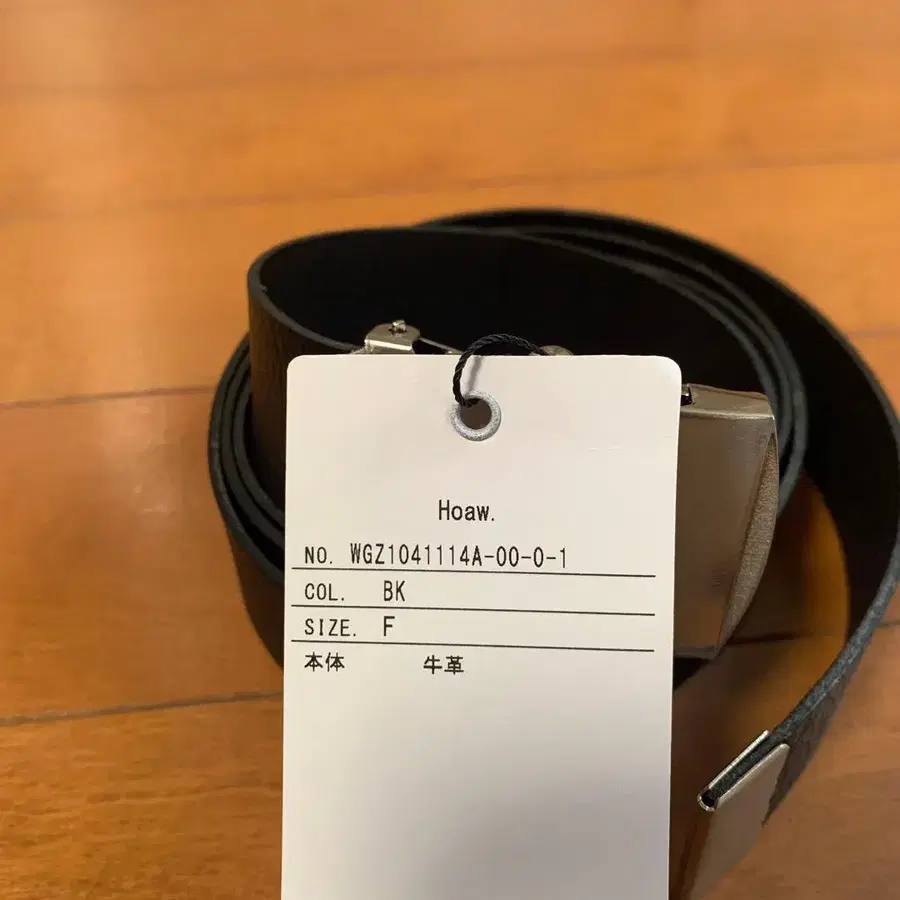 Hoaw.
NO. WGZ1041114A-00-0-1
COL. BK
SIZE. F
本体 牛革